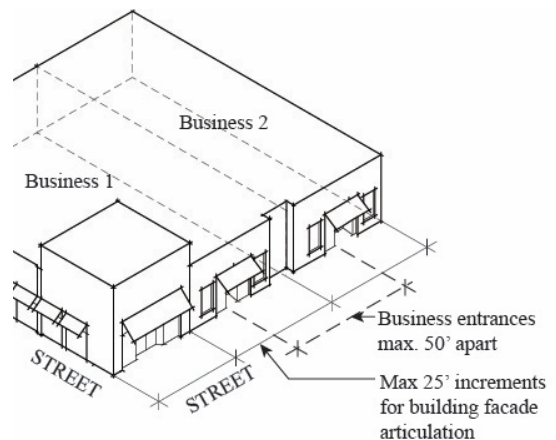 Business 2
Business 1
Business entrances
max. 50’ apart
STREET
STREET
Max 25’ increments
for building facade
articulation